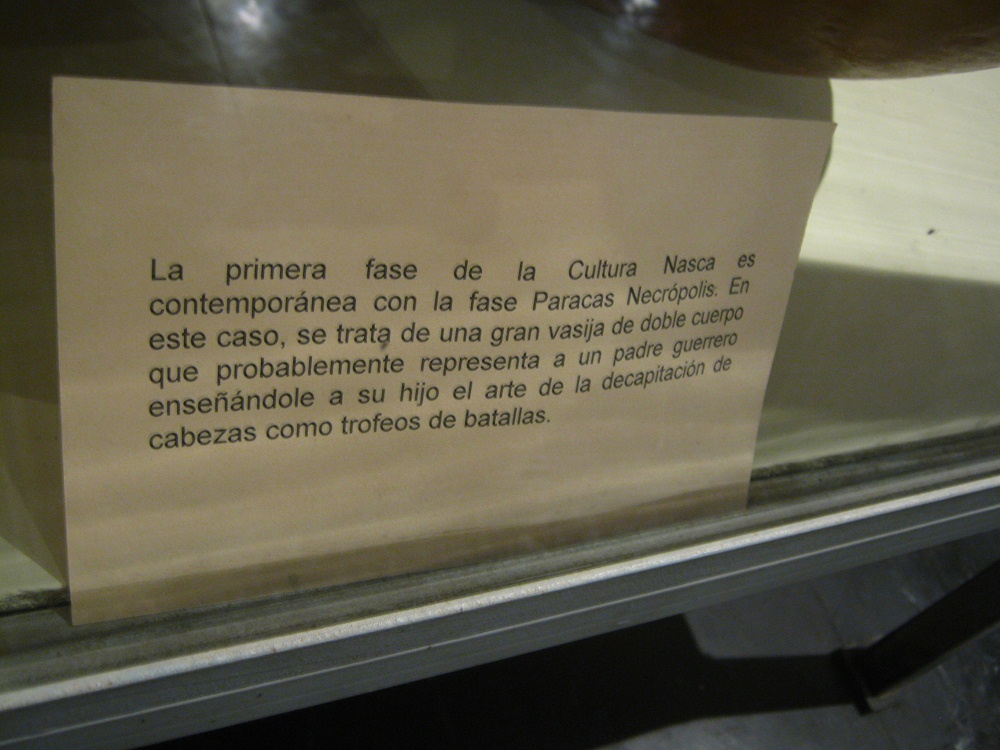 La primera fase de la Cultura Nasca es
contemporánea con la fase Paracas Necrópolis. En
este caso, se trata de una gran vasija de doble cuerpo
que probablemente representa a un padre guerrero
enseñándole a su hijo el arte de la decapitación de
cabezas como trofeos de batallas.